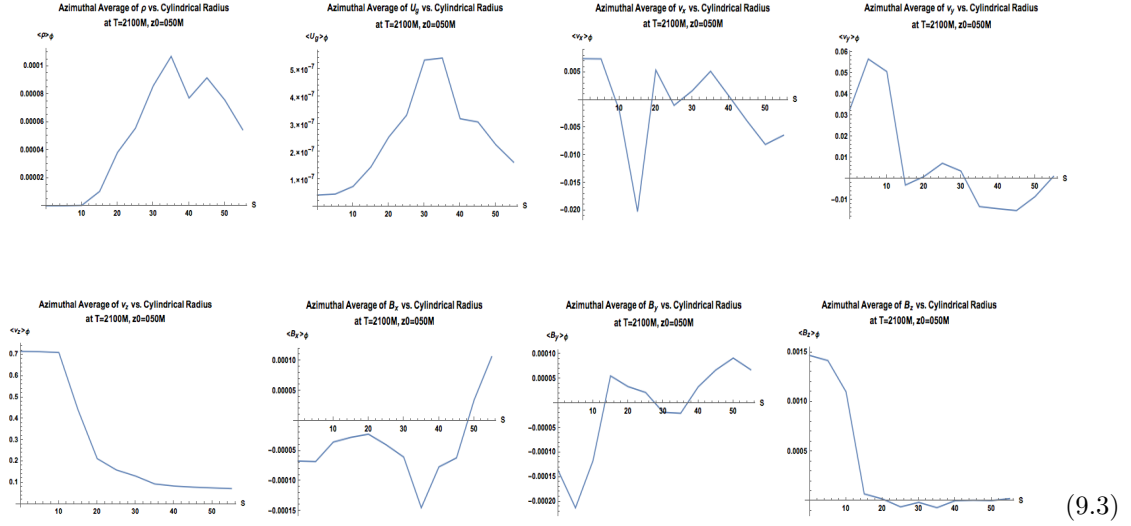 Azimuthal Average of ρ vs. Cylindrical Radius
at T=2100M, z0=050M
<ρ>ϕ
0.0001
0.00008
0.00006
0.00004
0.00002
10 20 30 40 50
S
Azimuthal Average of Ug vs. Cylindrical Radius
at T=2100M, z0=050M
<Ug>ϕ
5.×10-7
4.×10-7
3.×10-7
2.×10-7
1.×10-7
10 20 30 40 50
S
Azimuthal Average of vx vs. Cylindrical Radius
at T=2100M, z0=050M
<vx>ϕ
0.005
-0.005
-0.010
-0.015
-0.020
10 20 30 40 50
S
Azimuthal Average of vy vs. Cylindrical Radius
at T=2100M, z0=050M
<vy>ϕ
0.06
0.05
0.04
0.03
0.02
0.01
-0.01
10 20 30 40 50
S
Azimuthal Average of vz vs. Cylindrical Radius
at T=2100M, z0=050M
<vz>ϕ
0.7
0.6
0.5
0.4
0.3
0.2
0.1
10 20 30 40 50
S
Azimuthal Average of Bx vs. Cylindrical Radius
at T=2100M, z0=050M
<Bx>ϕ
0.00010
0.00005
-0.00005
-0.00010
-0.00015
10 20 30 40 50
S
Azimuthal Average of By vs. Cylindrical Radius
at T=2100M, z0=050M
<By>ϕ
0.00010
0.00005
-0.00005
-0.00010
-0.00015
-0.00020
10 20 30 40 50
S
Azimuthal Average of Bz vs. Cylindrical Radius
at T=2100M, z0=050M
<Bz>ϕ
0.0015
0.0010
0.0005
10 20 30 40 50
S
(9.3)